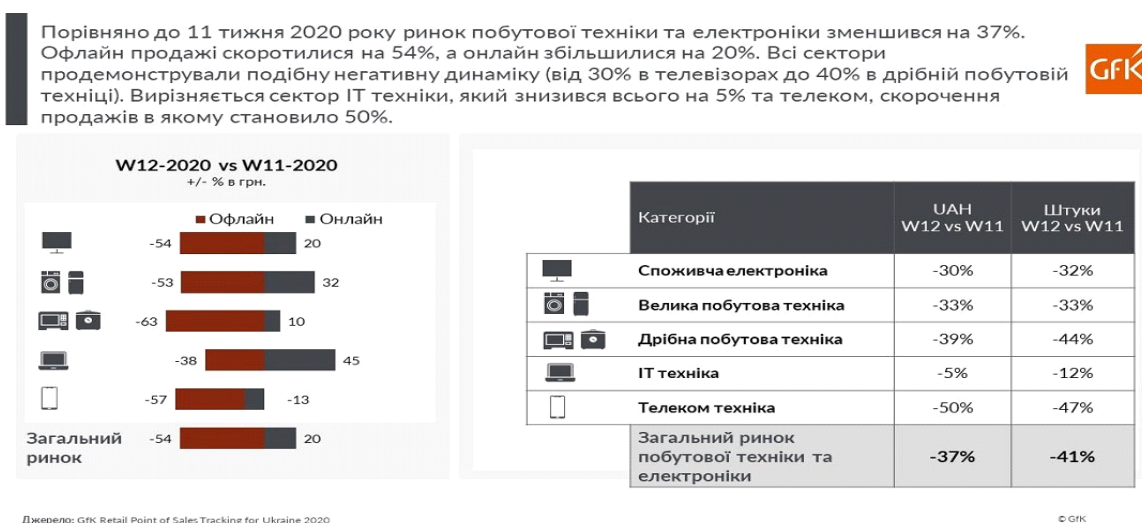 Порівняно до 11 тижня 2020 року ринок побутової техніки та електроніки зменшився на 37%.
Офлайн продажі скоротилися на 54%, а онлайн збільшилися на 20%. Всі сектори
продемонстрували подібну негативну динаміку (від 30% в телевізорах до 40% в дрібній побутовій
техніці). Вирізняється сектор ІТ техніки, який знизився всього на 5% та телеком, скорочення
продажів в якому становило 50%.
GfK
W12-2020 vs W11-2020
+/- % в грн.
Офлайн Онлайн
-54 20
-53 32
-63 10
-38 45
-57 -13
Загальний ринок -54 20
Категорії UAH W12 vs W11 Штуки W12 vs W11
Споживча електроніка -30% -32%
Велика побутова техніка -33% -33%
Дрібна побутова техніка -39% -44%
ІТ техніка -5% -12%
Телеком техніка -50% -47%
Загальний ринок
побутової техніки та
електроніки -37% -41%
Джерело: GfK Retail Point of Sales Tracking for Ukraine 2020
© GfK